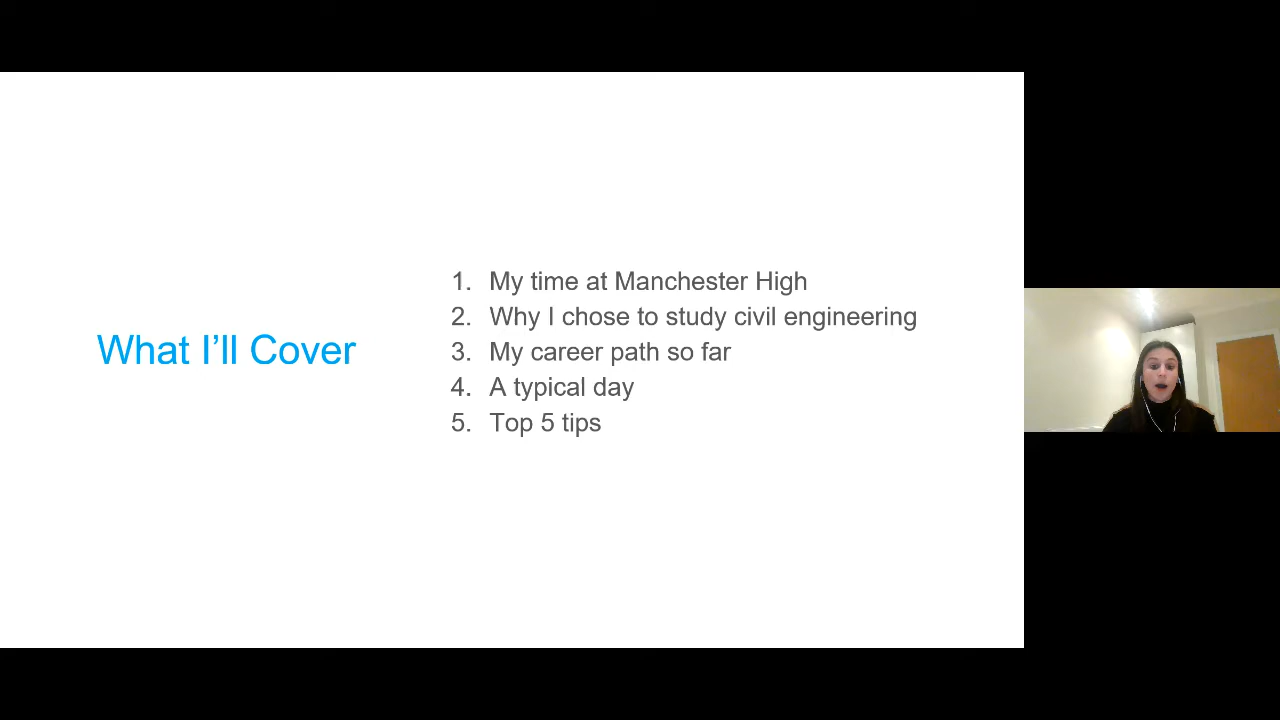 What I'll Cover
1. My time at Manchester High
2. Why I chose to study civil engineering
3. My career path so far
4. A typical day
5. Top 5 tips